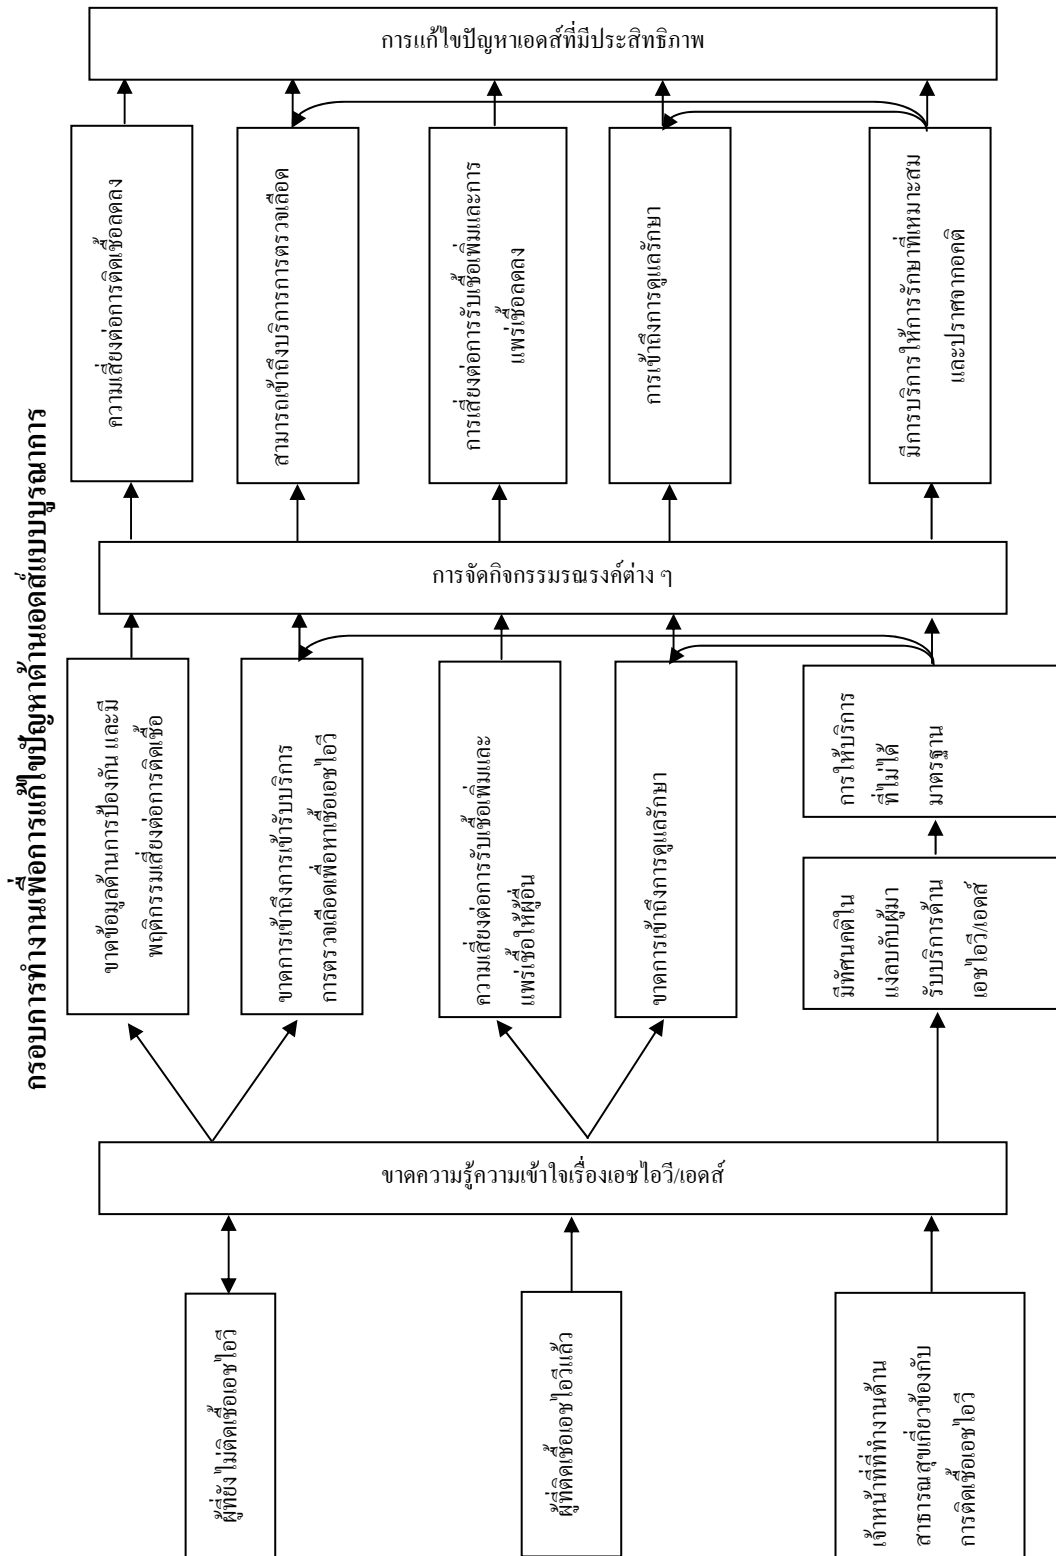 กรอบการทำงานเพื่อการแก้ไขปัญหาด้านเอดส์แบบบูรณาการ
การแก้ไขปัญหาเอดส์ที่มีประสิทธิภาพ
ความเสี่ยงต่อการติดเชื้อลดลง
สามารถเข้าถึงบริการการตรวจเลือด
การเสี่ยงต่อการรับเชื้อเพิ่มและการ
แพร่เชื้อลดลง
การเข้าถึงการดูแลรักษา
มีการบริการให้การรักษาที่เหมาะสม
และปราศจากอคติ
การจัดกิจกรรมรณรงค์ต่าง ๆ
ขาดข้อมูลด้านการป้องกัน และมี
พฤติกรรมเสี่ยงต่อการติดเชื้อ
ขาดการเข้าถึงการเข้ารับบริการ
การตรวจเลือดเพื่อหาเชื้อเอชไอวี
ความเสี่ยงต่อการรับเชื้อเพิ่มและ
แพร่เชื้อให้ผู้อื่น
ขาดการเข้าถึงการดูแลรักษา
การให้บริการ
ที่ไม่ได้
มาตรฐาน
มีทัศนคติใน
แง่ลบกับผู้มา
รับบริการด้าน
เอชไอวี/เอดส์
ขาดความรู้ความเข้าใจเรื่องเอชไอวี/เอดส์
ผู้ที่ยังไม่ติดเชื้อเอชไอวี
ผู้ที่ติดเชื้อเอชไอวีแล้ว
เจ้าหน้าที่ที่ทำงานด้าน
สาธารณสุขเกี่ยวข้องกับ
การติดเชื้อเอชไอวี